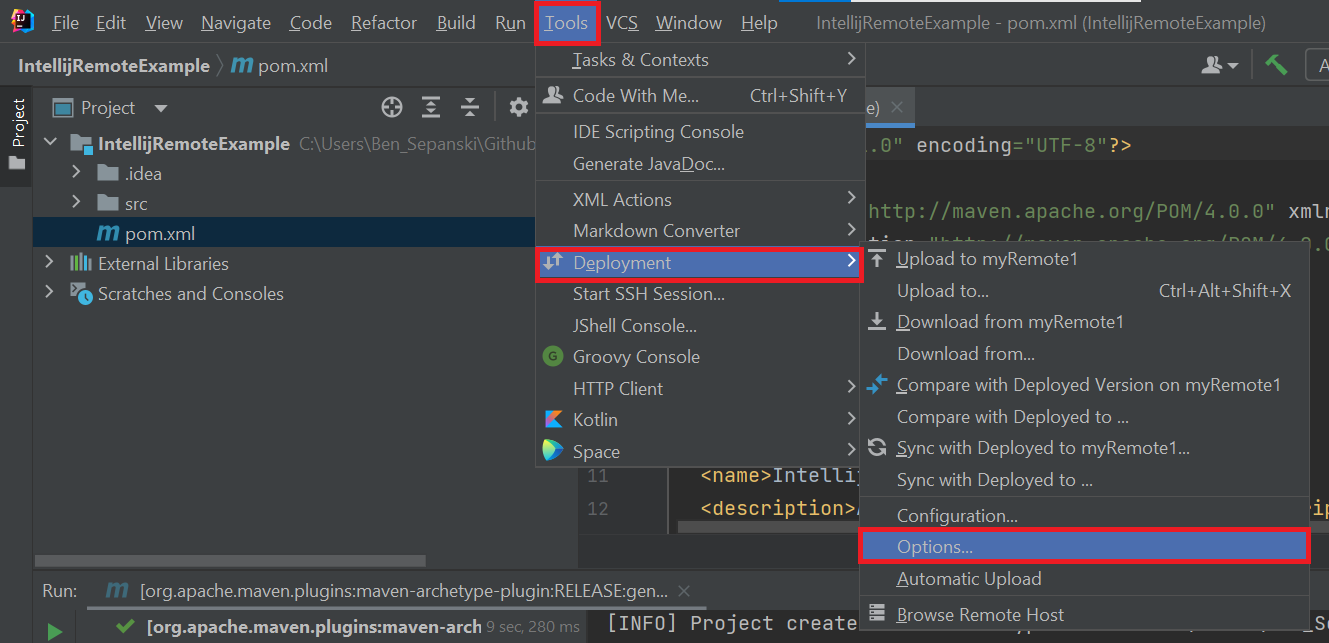 File Edit View Navigate Code Refactor Build Run Tools VCS Window Help IntellijRemoteExample - pom.xml (IntellijRemoteExample)
IntellijRemoteExample pom.xml
Project
Project
IntellijRemoteExample C:\Users\Ben_Sepanski\Github
.idea
src
pom.xml
External Libraries
Scratches and Consoles
Tasks & Contexts
Code With Me... Ctrl+Shift+Y
IDE Scripting Console
Generate JavaDoc...
XML Actions
Markdown Converter
Deployment
Start SSH Session...
JShell Console...
Groovy Console
HTTP Client
Kotlin
Space
e)
.0" encoding="UTF-8"?>
http://maven.apache.org/POM/4.0.0" xmln
Upload to myRemote1
Upload to... Ctrl+Alt+Shift+X
Download from myRemote1
Download from...
Compare with Deployed Version on myRemote1
Compare with Deployed to ...
Sync with Deployed to myRemote1...
Sync with Deployed to ...
Configuration...
Options...
Automatic Upload
Browse Remote Host
11 <name>Intellij
12 <description>
Run: [org.apache.maven.plugins:maven-archetype-plugin:RELEASE:gen...
[org.apache.maven.plugins:maven-arch 9 sec, 280 ms
[INFO] Project create